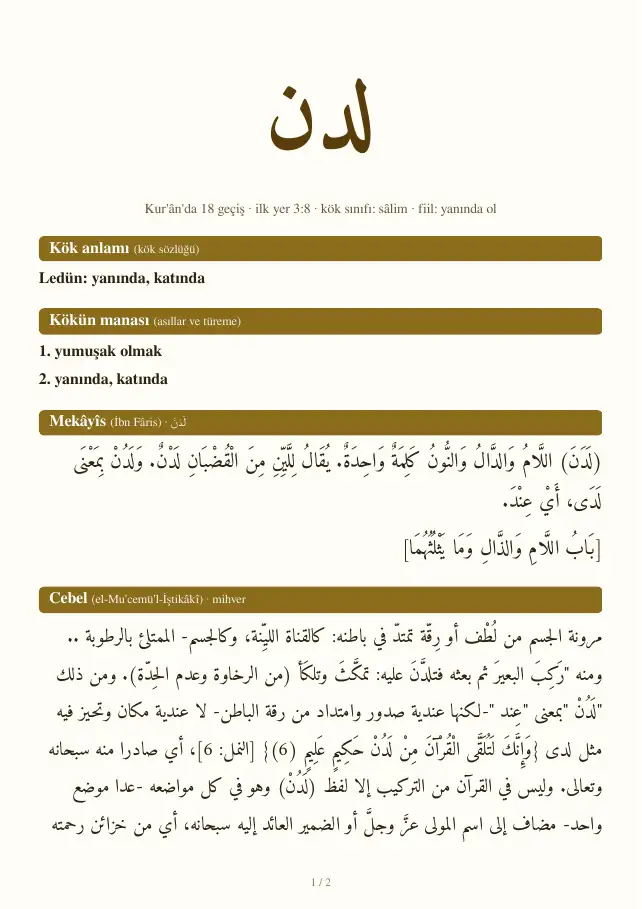 لدن
Kur'ân'da 18 geçiş · ilk yer 3:8 · kök sınıfı: sâlim · fiil: yanında ol
Kök anlamı (kök sözlüğü)
Ledün: yanında, katında
Kökün manası (asıllar ve türeme)
1. yumuşak olmak
2. yanında, katında
Mekâyîs (İbn Fâris) · لَدَنَ
(لَدَنَ) اللَّامُ وَالدَّالُ وَالنُّونُ كَلِمَةٌ وَاحِدَةٌ. يُقَالُ لِلَّيِّنِ مِنَ الْقُضْبَانِ لَدْنٌ. وَلَدُنْ بِمَعْنَى
لَدَى، أَيْ عِنْدَ.
[بَابُ اللَّامِ وَالذَّالِ وَمَا يَثْلُثُهُمَا]
Cebel (el-Mu'cemü'l-İştikâkî) · mihver
مرونة الجسم من لُطْف أو رِقّة تمتدّ في باطنه: كالقناة الليِّنة، وكالجسم- الممتلئ بالرطوبة ..
ومنه "رَكِبَ البعيرَ ثم بعثه فتلدَّنَ عليه: تمكَّثَ وتلكَّأ (من الرخاوة وعدم الحِدّة). ومن ذلك
"لَدُنْ "بمعنى "عِند "-لكنها عندية صدور وامتداد من رقة الباطن- لا عندية مكان وتحيز فيه
مثل لدى {وَإِنَّكَ لَتُلَقَّى الْقُرْآنَ مِنْ لَدُنْ حَكِيمٍ عَلِيمٍ (6)} [النمل: 6]، أي صادرا منه سبحانه
وتعالى. وليس في القرآن من التركيب إلا لفظ (لَدُنْ) وهو في كل مواضعه -عدا موضع
واحد- مضاف إلى اسم المولى عزَّ وجلَّ أو الضمير العائد إليه سبحانه، أي من خزائن رحمته
1 / 2